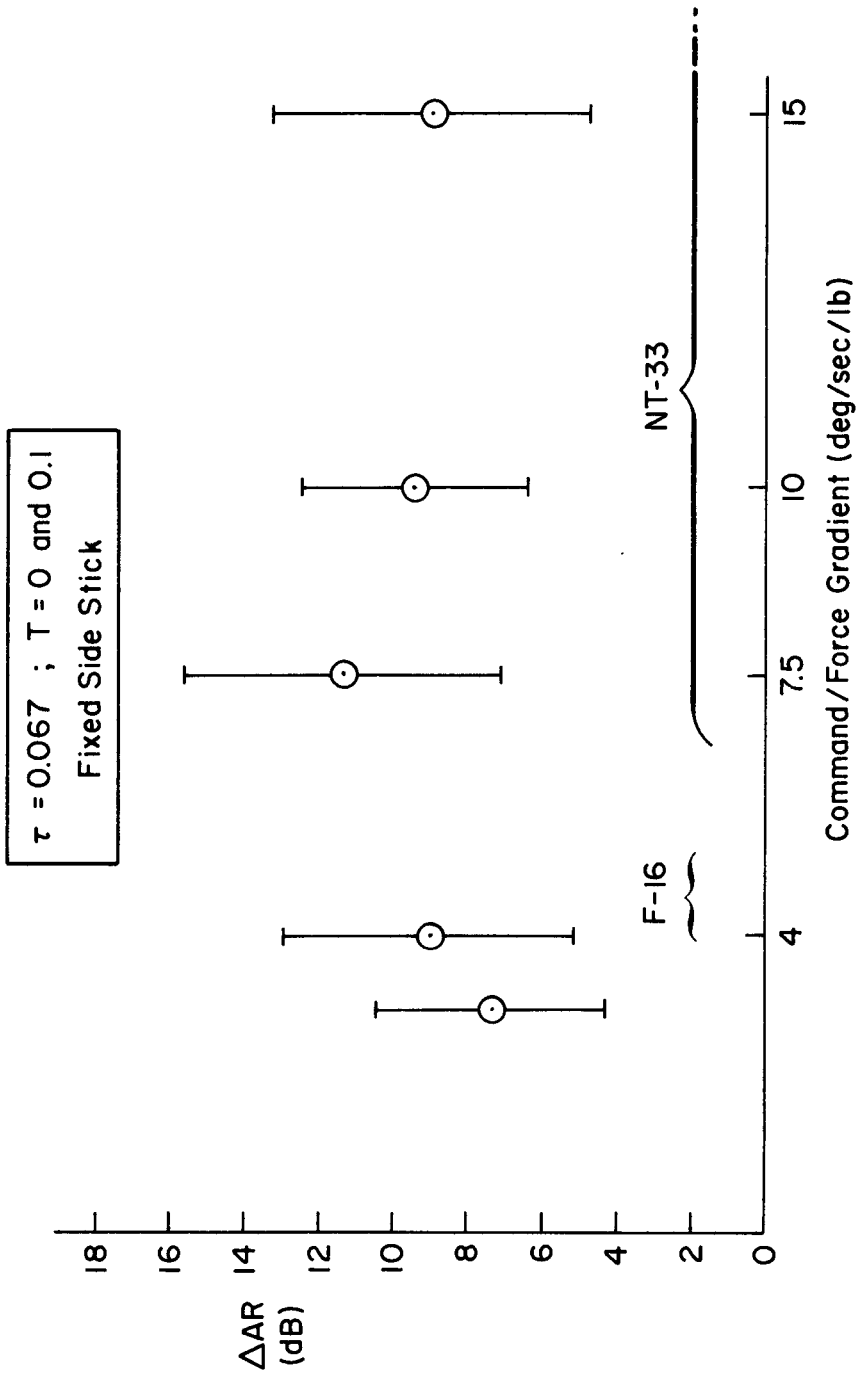 τ = 0.067 ; T = 0 and 0.1
Fixed Side Stick
ΔAR
(dB)
18
16
14
12
10
8
6
4
2
0
F-16
NT-33
4
7.5
10
15
Command/Force Gradient (deg/sec/lb)